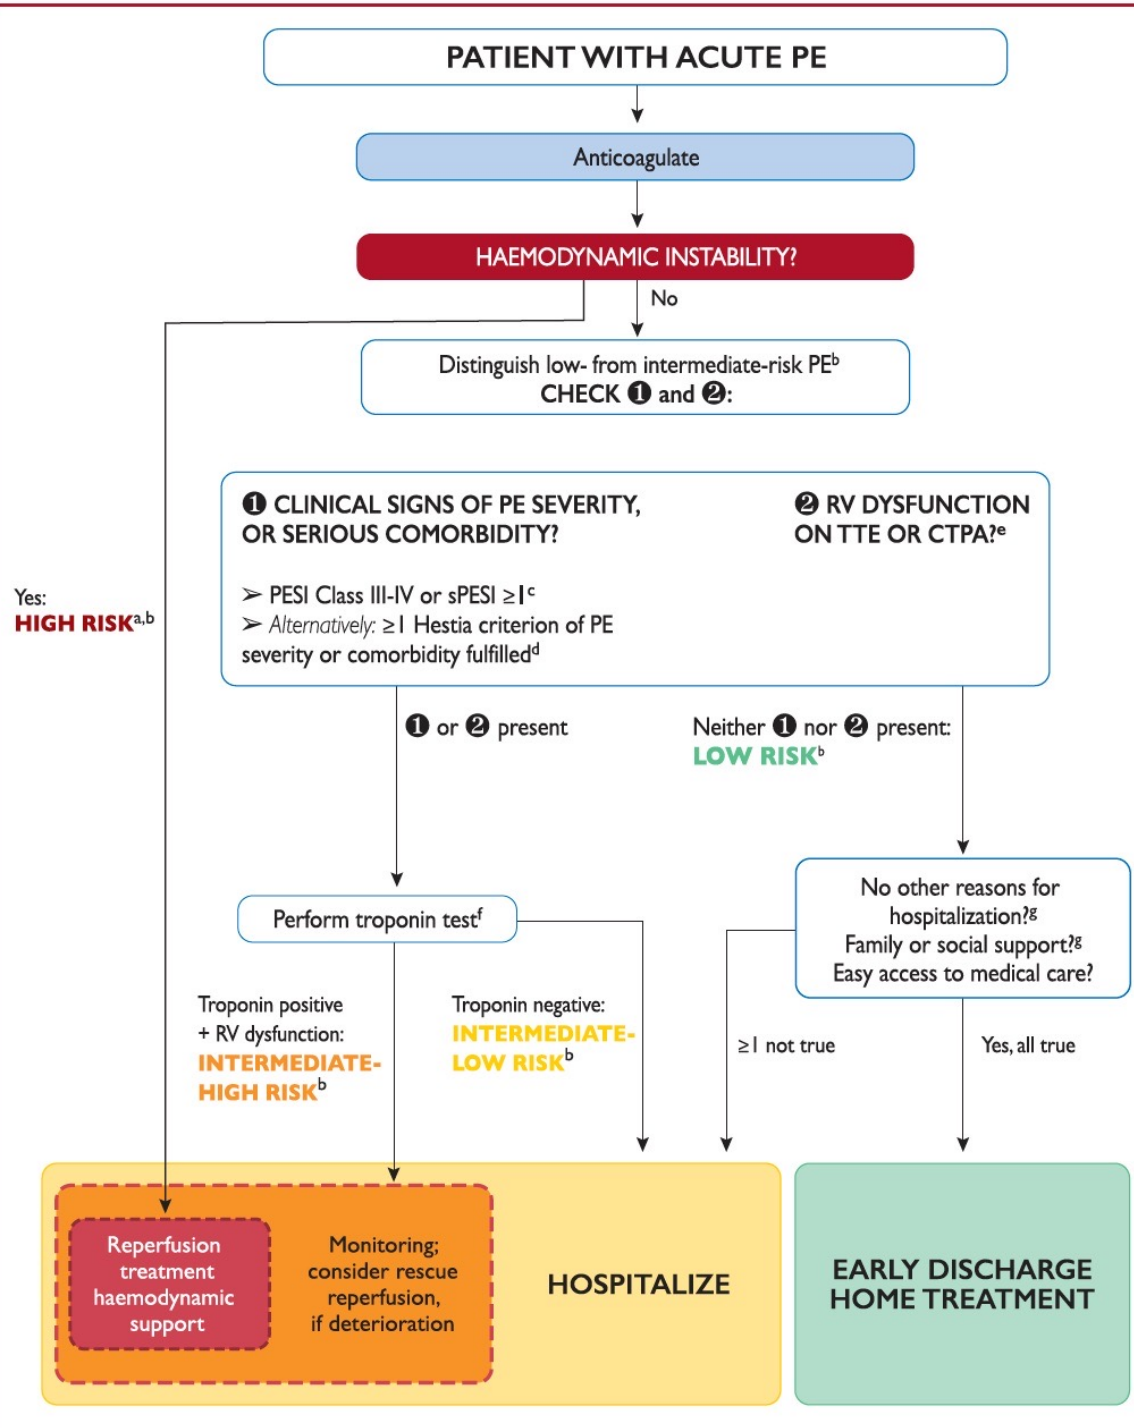 PATIENT WITH ACUTE PE
Anticoagulate
HAEMODYNAMIC INSTABILITY?
No
Distinguish low- from intermediate-risk PEᵇ
CHECK ❶ and ❷:
❶ CLINICAL SIGNS OF PE SEVERITY,
OR SERIOUS COMORBIDITY?
➢ PESI Class III-IV or sPESI ≥1ᶜ
➢ Alternatively: ≥1 Hestia criterion of PE
severity or comorbidity fulfilledᵈ
❷ RV DYSFUNCTION
ON TTE OR CTPA?ᵉ
Yes:
HIGH RISKᵃ,ᵇ
❶ or ❷ present
Neither ❶ nor ❷ present:
LOW RISKᵇ
Perform troponin testᶠ
No other reasons for
hospitalization?ᵍ
Family or social support?ᵍ
Easy access to medical care?
Troponin positive
+ RV dysfunction:
INTERMEDIATE-
HIGH RISKᵇ
Troponin negative:
INTERMEDIATE-
LOW RISKᵇ
≥1 not true
Yes, all true
Reperfusion
treatment
haemodynamic
support
Monitoring;
consider rescue
reperfusion,
if deterioration
HOSPITALIZE
EARLY DISCHARGE
HOME TREATMENT